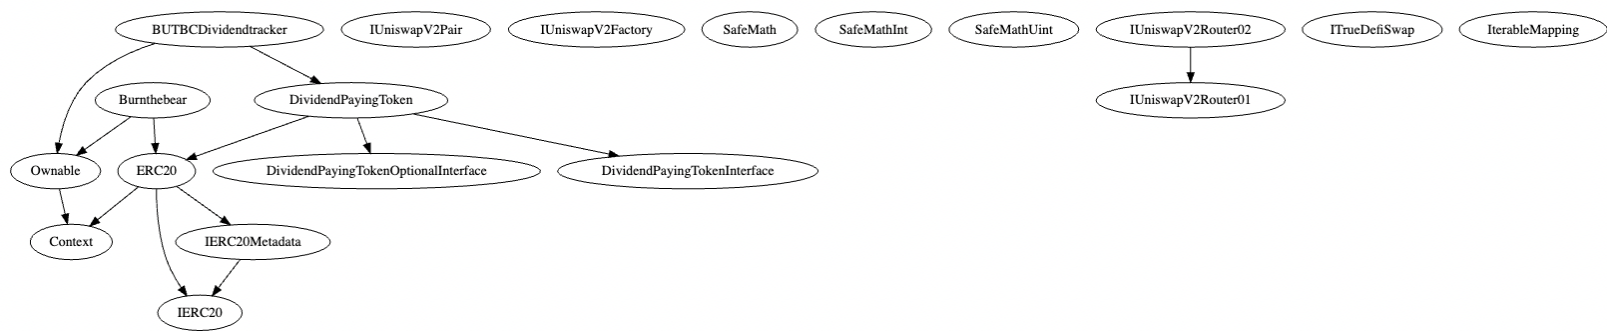 BUTBCDividendtracker
IUniswapV2Pair
IUniswapV2Factory
SafeMath
SafeMathInt
SafeMathUint
IUniswapV2Router02
ITrueDefiSwap
IterableMapping
Burnthebear
DividendPayingToken
IUniswapV2Router01
Ownable
ERC20
DividendPayingTokenOptionalInterface
DividendPayingTokenInterface
Context
IERC20Metadata
IERC20